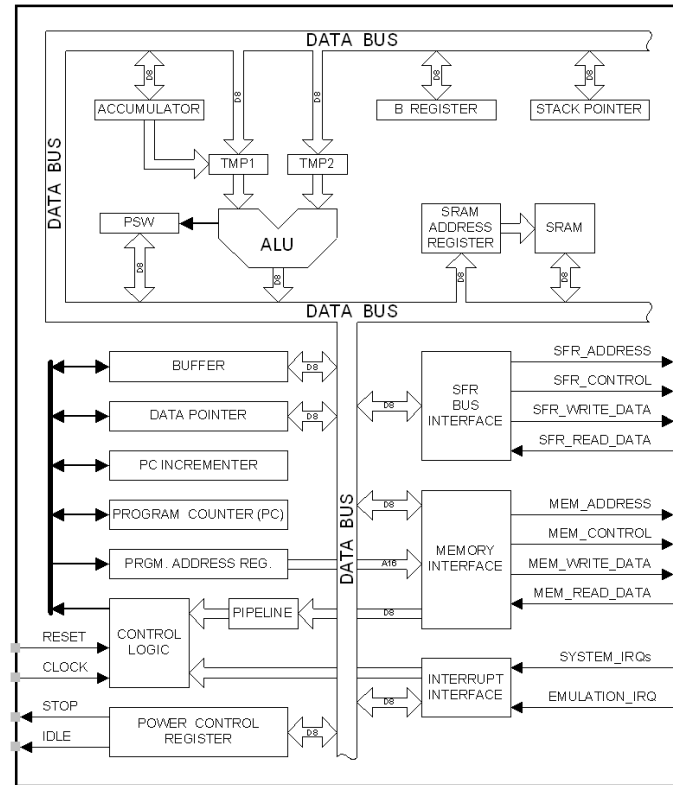 DATA BUS
D8
D8
D8
D8
D8
ACCUMULATOR
B REGISTER
STACK POINTER
DATA BUS
TMP1
TMP2
PSW
ALU
SRAM
ADDRESS
REGISTER
SRAM
D8
D8
D8
D8
DATA BUS
BUFFER
D8
DATA POINTER
D8
PC INCREMENTER
PROGRAM COUNTER (PC)
PRGM. ADDRESS REG.
A16
DATA BUS
D8
SFR
BUS
INTERFACE
SFR_ADDRESS
SFR_CONTROL
SFR_WRITE_DATA
SFR_READ_DATA
D8
MEMORY
INTERFACE
MEM_ADDRESS
MEM_CONTROL
MEM_WRITE_DATA
MEM_READ_DATA
PIPELINE
D8
CONTROL
LOGIC
RESET
CLOCK
INTERRUPT
INTERFACE
SYSTEM_IRQs
EMULATION_IRQ
D8
STOP
IDLE
POWER CONTROL
REGISTER
D8